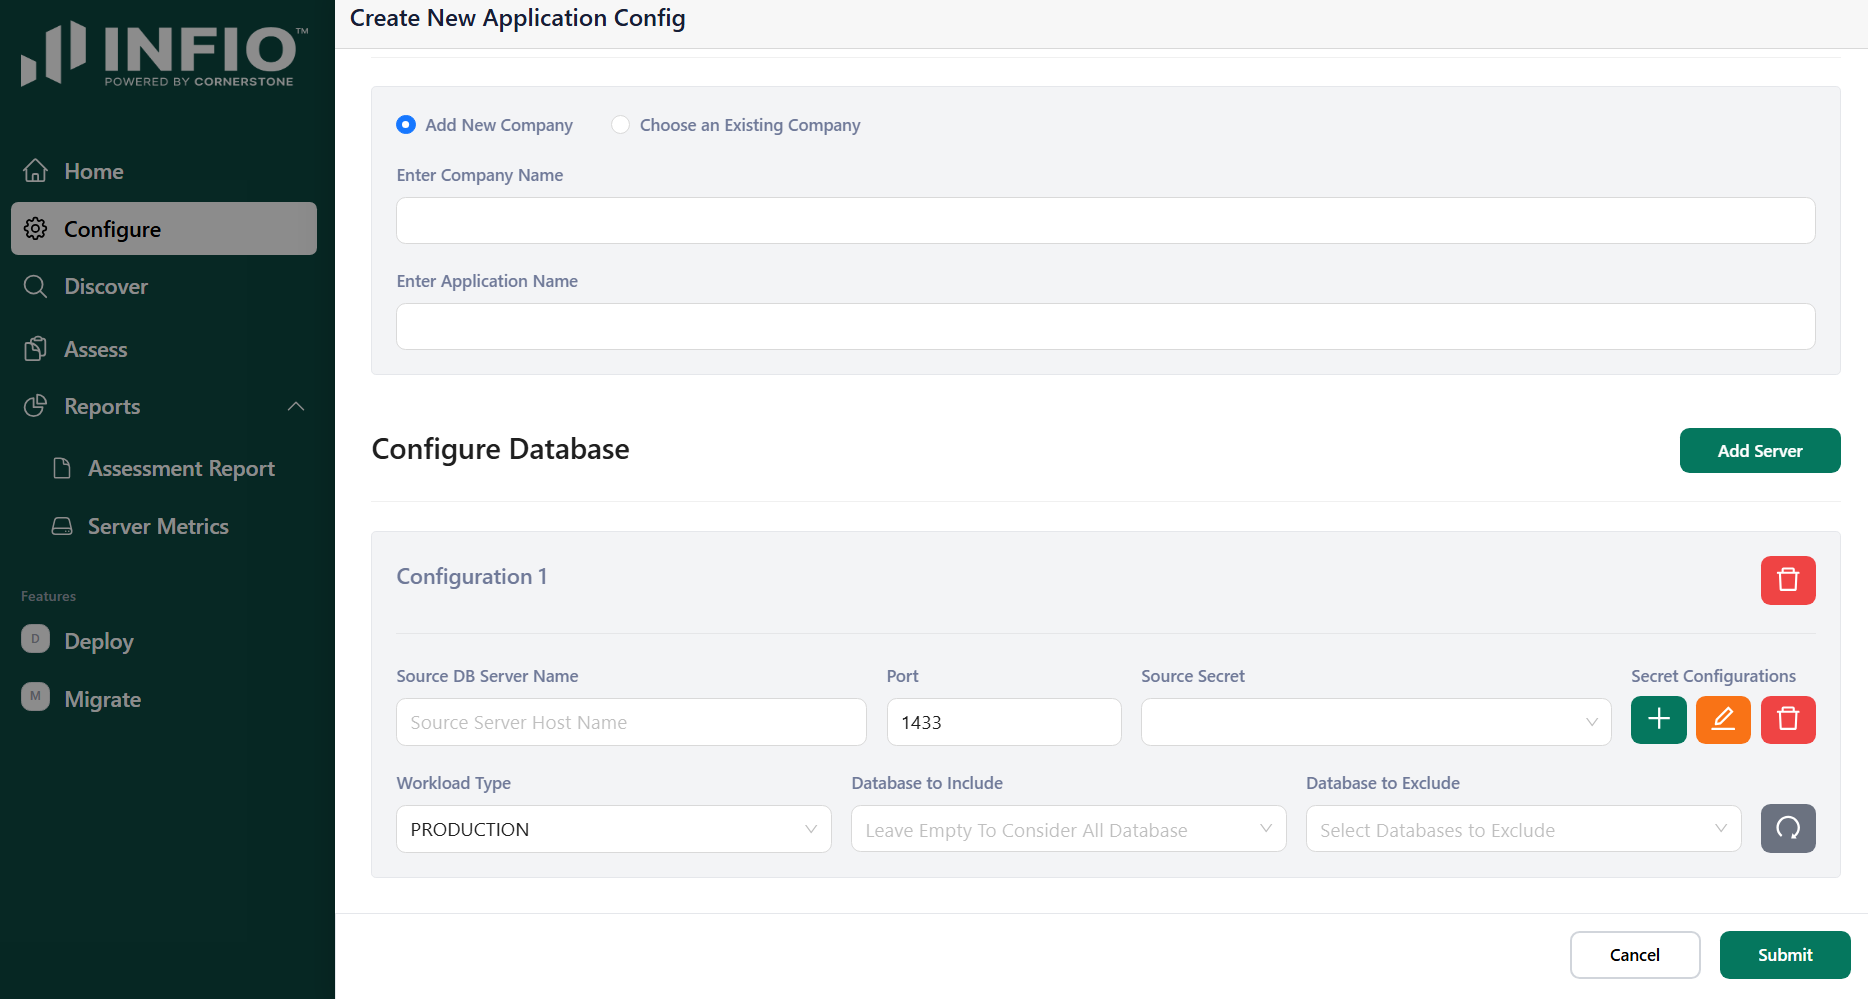 INFIO™
POWERED BY CORNERSTONE
Home
Configure
Discover
Assess
Reports
Assessment Report
Server Metrics
Features
D Deploy
M Migrate
Create New Application Config
Add New Company Choose an Existing Company
Enter Company Name
Enter Application Name
Configure Database Add Server
Configuration 1
Source DB Server Name Port Source Secret Secret Configurations
Source Server Host Name 1433
Workload Type Database to Include Database to Exclude
PRODUCTION Leave Empty To Consider All Database Select Databases to Exclude
Cancel Submit